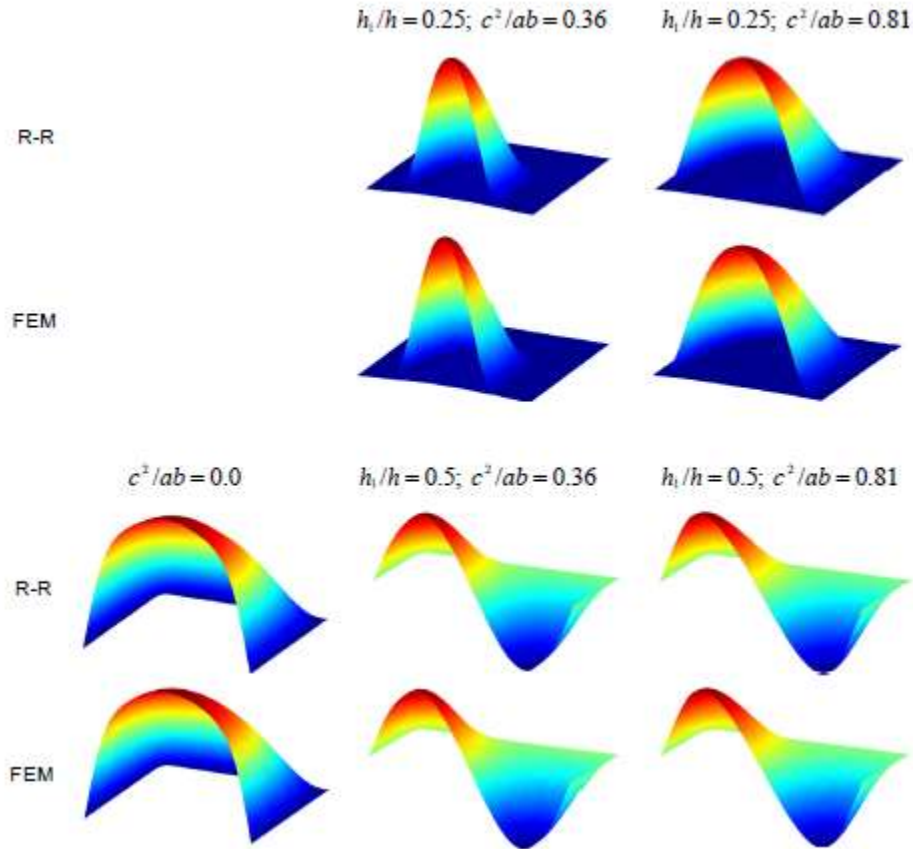 h₁/h = 0.25; c²/ab = 0.36 h₁/h = 0.25; c²/ab = 0.81
R-R
FEM
c²/ab = 0.0 h₁/h = 0.5; c²/ab = 0.36 h₁/h = 0.5; c²/ab = 0.81
R-R
FEM